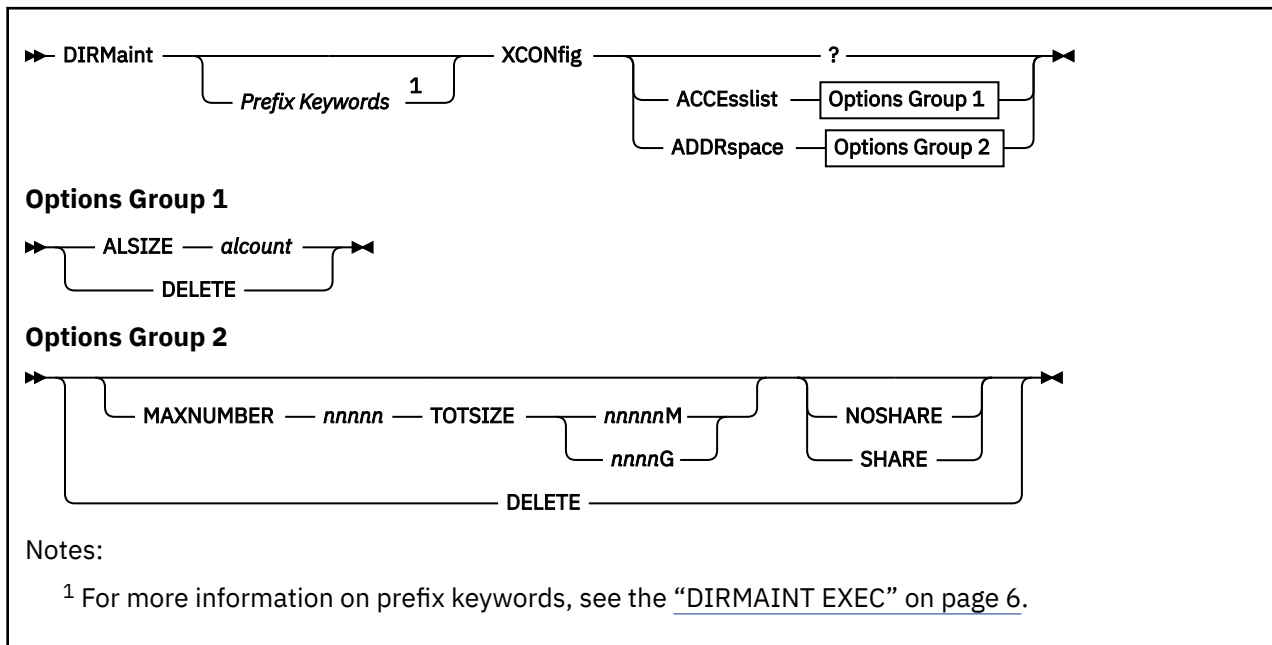 DIRMaint Prefix Keywords 1 XCONfig ?
ACCEsslist Options Group 1
ADDRspace Options Group 2
Options Group 1
ALSIZE alcount
DELETE
Options Group 2
MAXNUMBER nnnnn TOTSIZE nnnnnM NOSHARE
nnnnG SHARE
DELETE
Notes:
1 For more information on prefix keywords, see the “DIRMAINT EXEC” on page 6.